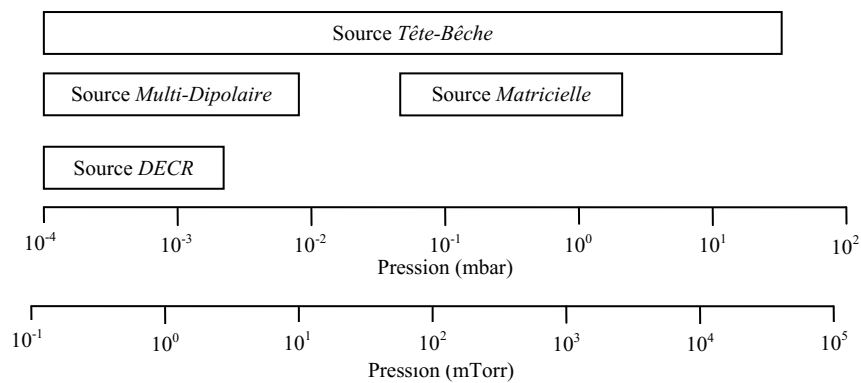 Source Tête-Bêche
Source Multi-Dipolaire Source Matricielle
Source DECR
10⁻⁴ 10⁻³ 10⁻² 10⁻¹ 10⁰ 10¹ 10²
Pression (mbar)
10⁻¹ 10⁰ 10¹ 10² 10³ 10⁴ 10⁵
Pression (mTorr)